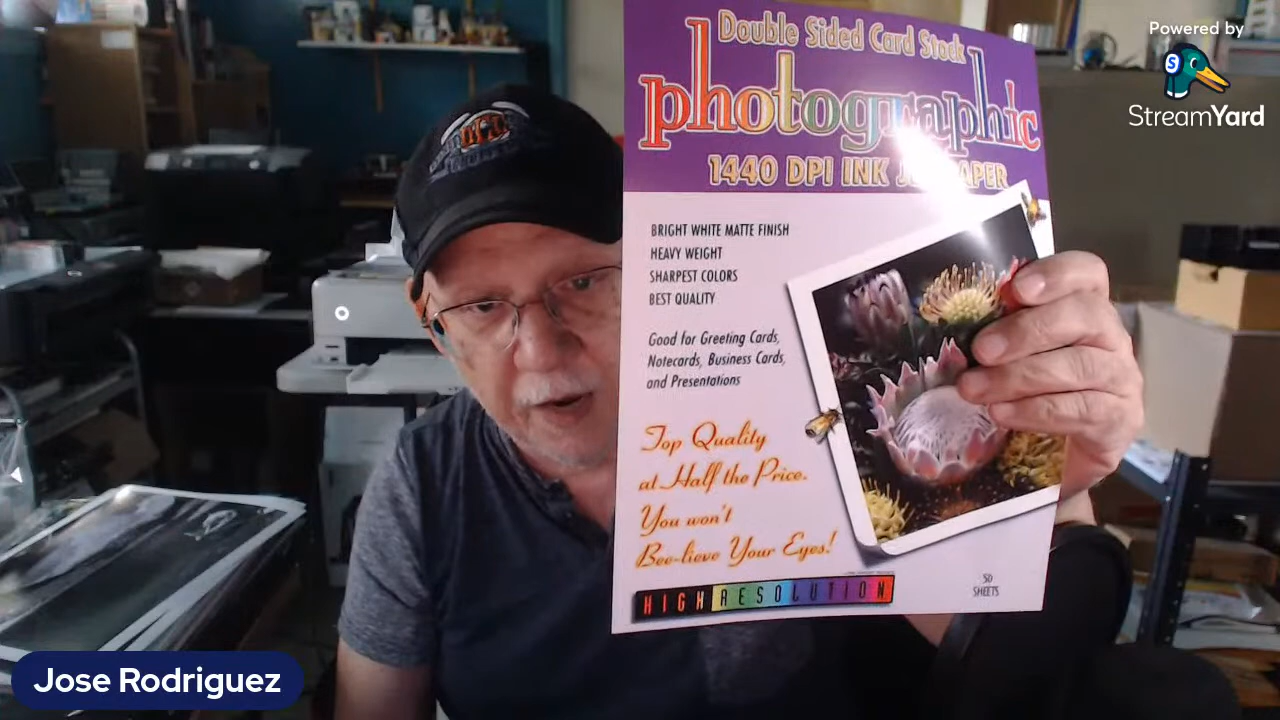 Double Sided Card Stock
photographic
1440 DPI INK JET PAPER
BRIGHT WHITE MATTE FINISH
HEAVY WEIGHT
SHARPEST COLORS
BEST QUALITY
Good for Greeting Cards,
Notecards, Business Cards,
and Presentations
Top Quality
at Half the Price.
You won't
Bee-lieve Your Eyes!
HIGH RESOLUTION
50
SHEETS
Powered by
StreamYard
Jose Rodriguez